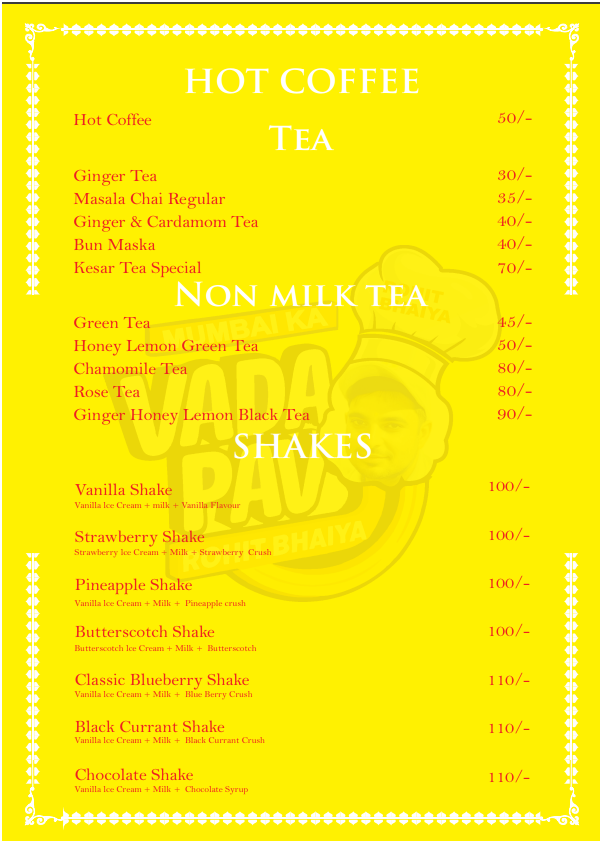 HOT COFFEE
Hot Coffee 50/-
TEA
Ginger Tea 30/-
Masala Chai Regular 35/-
Ginger & Cardamom Tea 40/-
Bun Maska 40/-
Kesar Tea Special 70/-
NON MILK TEA
Green Tea 45/-
Honey Lemon Green Tea 50/-
Chamomile Tea 80/-
Rose Tea 80/-
Ginger Honey Lemon Black Tea 90/-
SHAKES
Vanilla Shake 100/-
Vanilla Ice Cream + milk + Vanilla Flavour
Strawberry Shake 100/-
Strawberry Ice Cream + Milk + Strawberry Crush
Pineapple Shake 100/-
Vanilla Ice Cream + Milk + Pineapple crush
Butterscotch Shake 100/-
Butterscotch Ice Cream + Milk + Butterscotch
Classic Blueberry Shake 110/-
Vanilla Ice Cream + Milk + Blue Berry Crush
Black Currant Shake 110/-
Vanilla Ice Cream + Milk + Black Currant Crush
Chocolate Shake 110/-
Vanilla Ice Cream + Milk + Chocolate Syrup
MUMBAI KA
VADA
PAV
ROHIT BHAIYA
ROHIT
BHAIYA